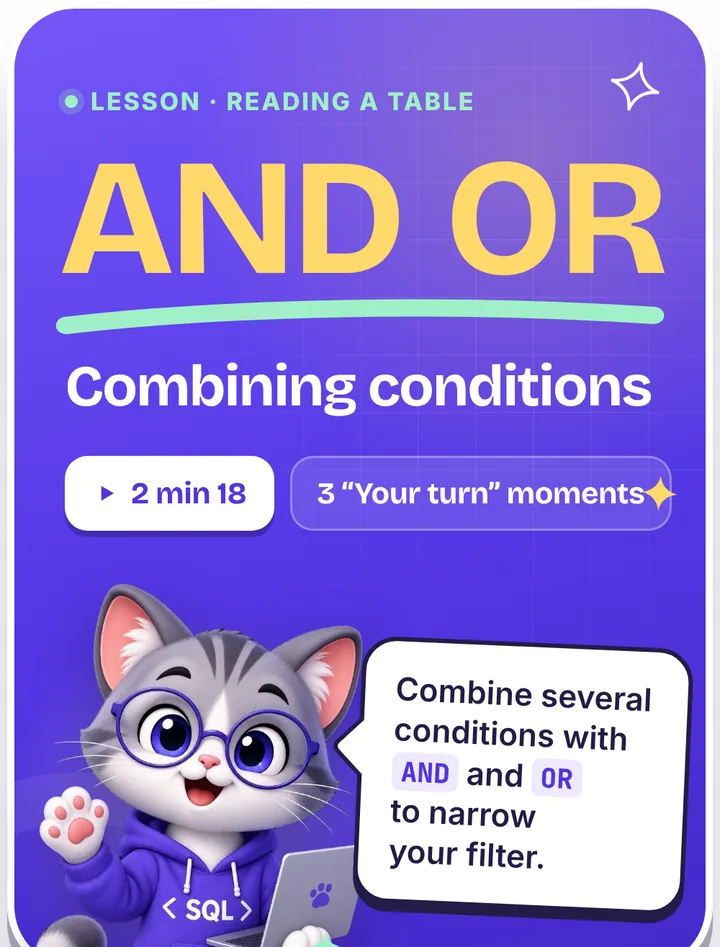 LESSON · READING A TABLE
AND OR
Combining conditions
2 min 18
3 “Your turn” moments
Combine several
conditions with
AND and OR
to narrow
your filter.
< SQL >